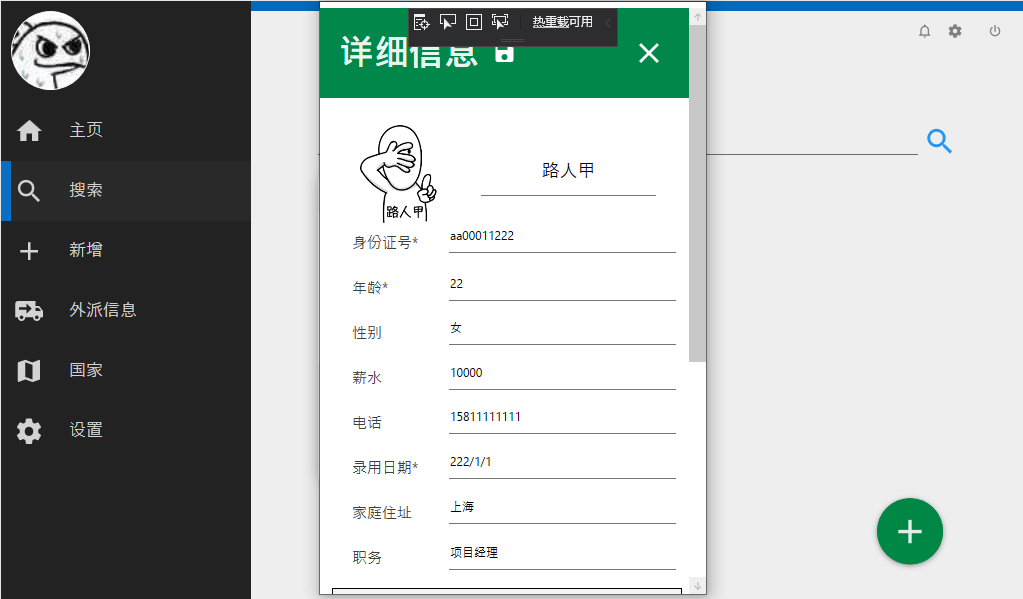 热重载可用
详细信息
主页
搜索
新增
外派信息
国家
设置
路人甲
路人甲
身份证号* aa00011222
年龄* 22
性别 女
薪水 10000
电话 15811111111
录用日期* 222/1/1
家庭住址 上海
职务 项目经理